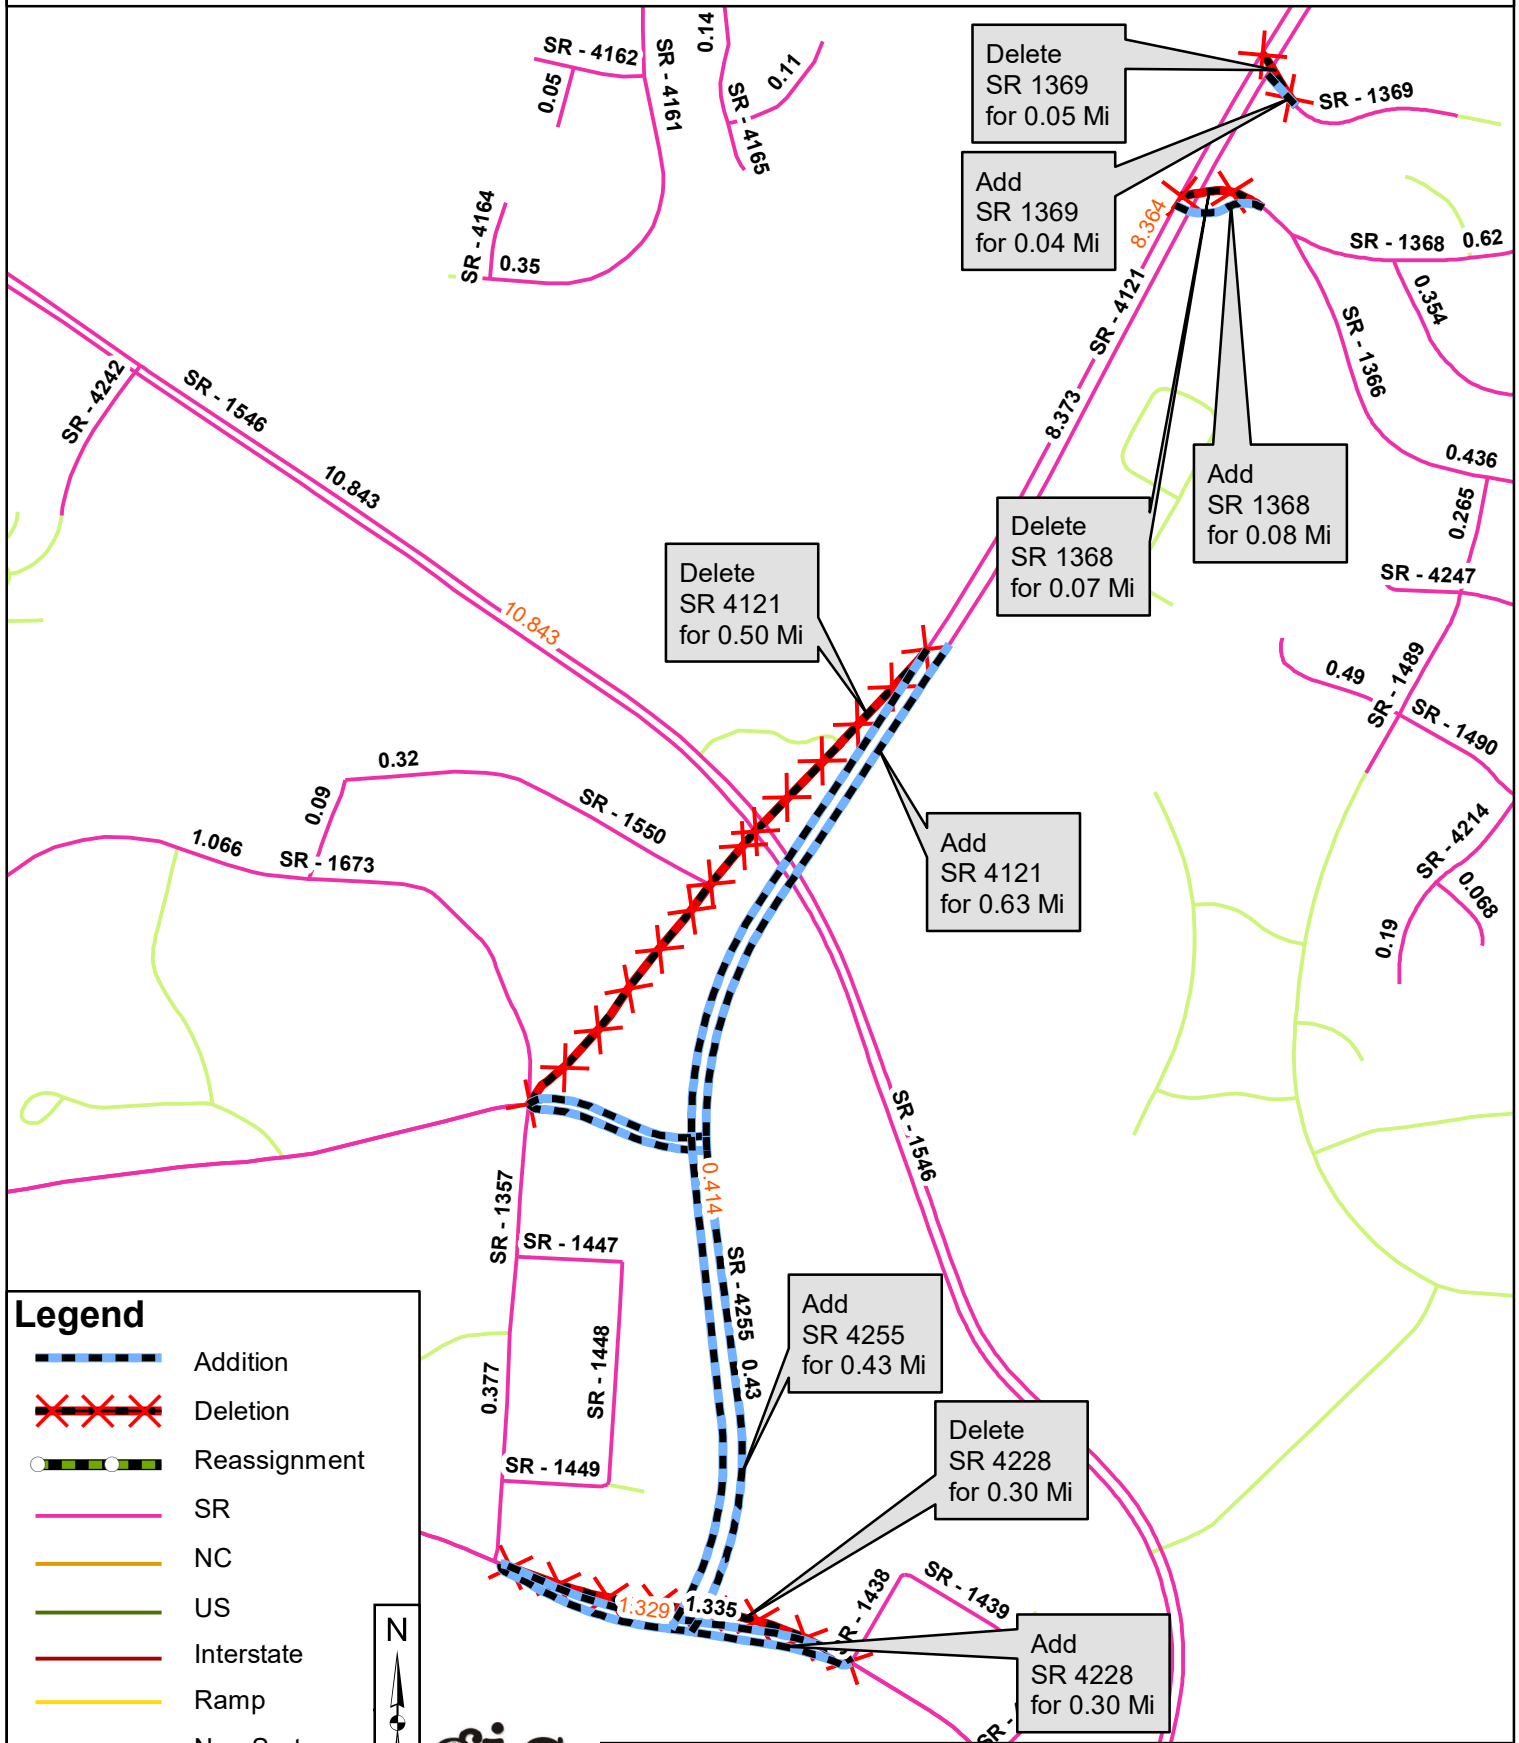 SR - 4162
0.05
SR - 4161
0.14
0.11
SR - 4165
Delete
SR 1369
for 0.05 Mi
SR - 1369
Add
SR 1369
for 0.04 Mi
SR - 4164
0.35
8.364
SR - 1368
0.62
0.354
SR - 4121
SR - 1366
SR - 4242
SR - 1546
10.843
8.373
0.436
Add
SR 1368
for 0.08 Mi
0.265
Delete
SR 1368
for 0.07 Mi
Delete
SR 4121
for 0.50 Mi
SR - 4247
10.843
0.49
SR - 1489
SR - 1490
0.32
0.09
SR - 1550
1.066
SR - 1673
Add
SR 4121
for 0.63 Mi
SR - 4214
0.068
0.19
SR - 1546
0.414
SR - 1357
SR - 1447
SR - 4255
0.43
SR - 1448
0.377
SR - 1449
Add
SR 4255
for 0.43 Mi
Delete
SR 4228
for 0.30 Mi
1.329
1.335
SR - 1438
SR - 1439
Add
SR 4228
for 0.30 Mi
SR -
Legend
Addition
Deletion
Reassignment
SR
NC
US
Interstate
Ramp
N